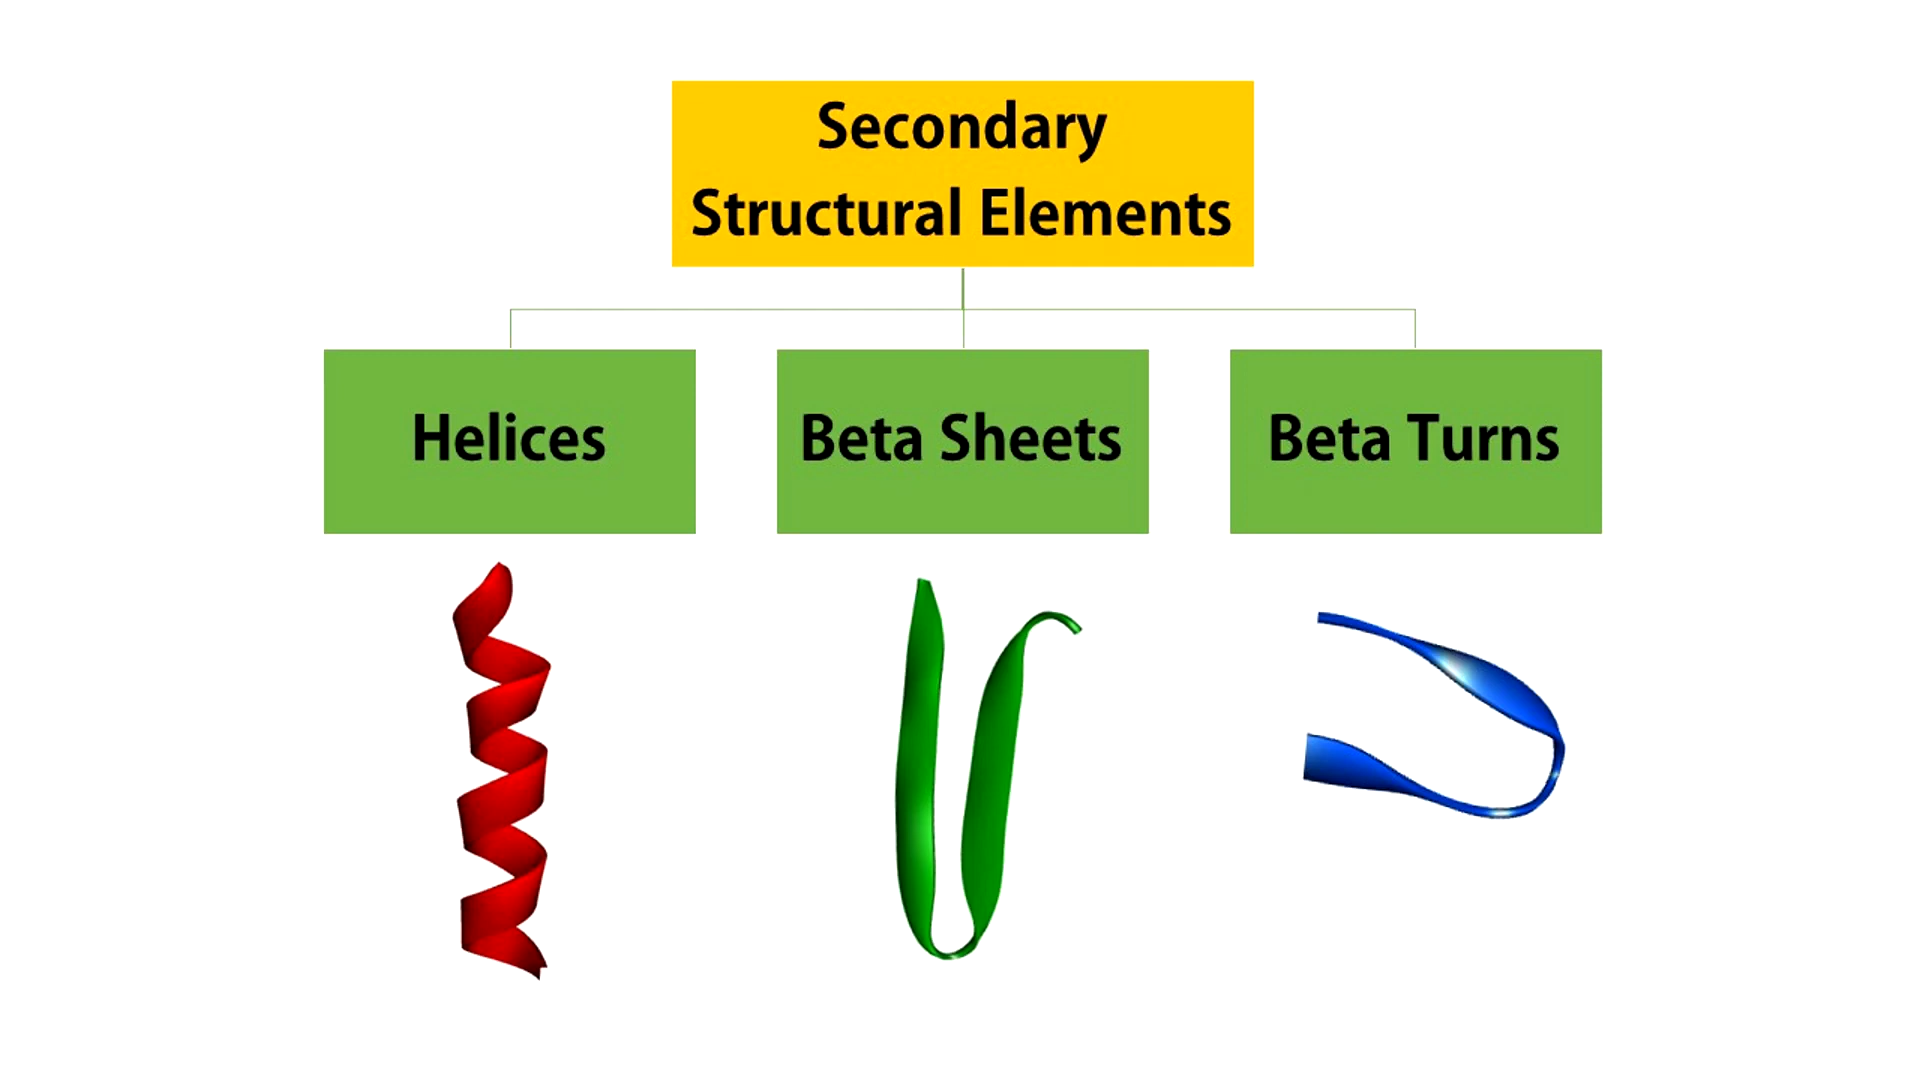 Secondary
Structural Elements
Helices
Beta Sheets
Beta Turns